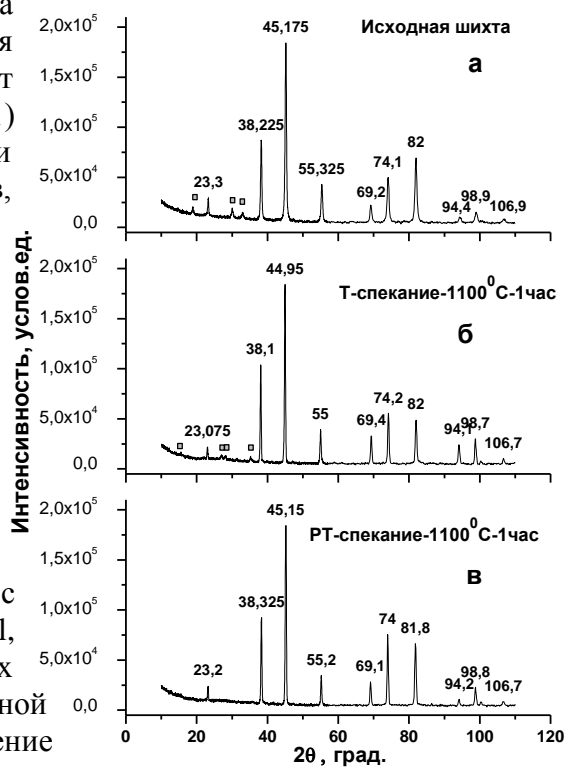 а
я
т
)
и
,
Интенсивность, услов.ед.
Исходная шихта
а
2,0x10⁵
1,5x10⁵
1,0x10⁵
5,0x10⁴
0,0
23,3
38,225
45,175
55,325
69,2
74,1
82
94,4
98,9
106,9
Т-спекание-1100⁰С-1час
б
2,0x10⁵
1,5x10⁵
1,0x10⁵
5,0x10⁴
0,0
23,075
38,1
44,95
55
69,4
74,2
82
94,1
98,7
106,7
РТ-спекание-1100⁰С-1час
в
2,0x10⁵
1,5x10⁵
1,0x10⁵
5,0x10⁴
0,0
23,2
38,325
45,15
55,2
69,1
74
81,8
94,2
98,8
106,7
0 20 40 60 80 100 120
2θ, град.
с
l,
х
ной
ение